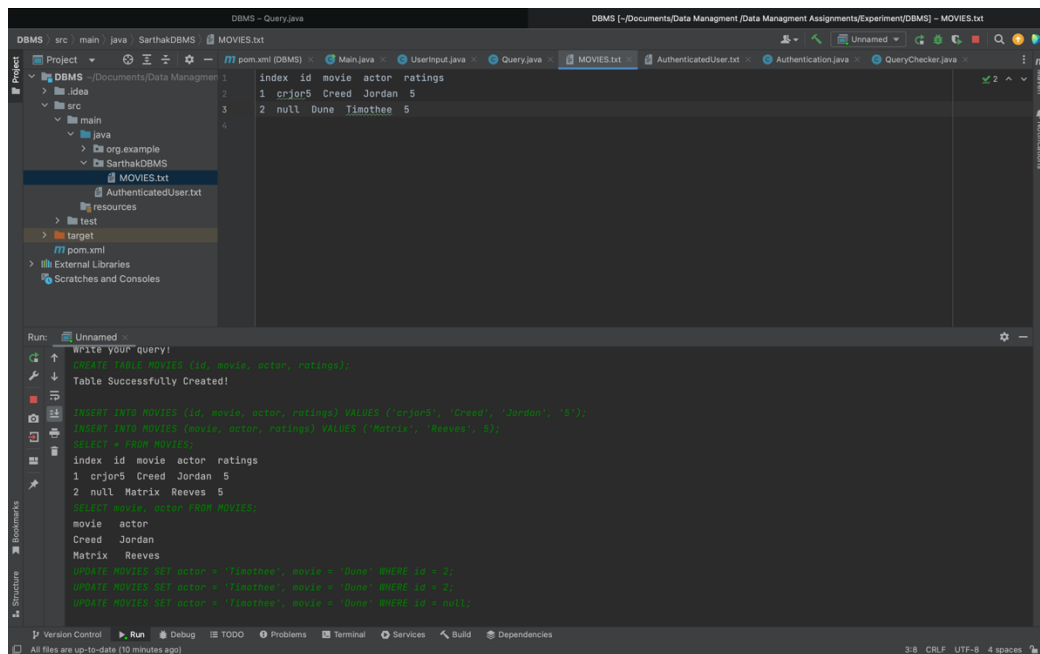 DBMS – Query.java
DBMS [~/Documents/Data Managment /Data Managment Assignments/Experiment/DBMS] – MOVIES.txt
DBMS src main java SarthakDBMS MOVIES.txt
Unnamed
Project
pom.xml (DBMS) Main.java UserInput.java Query.java MOVIES.txt AuthenticatedUser.txt Authentication.java QueryChecker.java
Project
DBMS ~/Documents/Data Managmen
.idea
src
main
java
org.example
SarthakDBMS
MOVIES.txt
AuthenticatedUser.txt
resources
test
target
pom.xml
External Libraries
Scratches and Consoles
1 index id movie actor ratings
2 1 crjor5 Creed Jordan 5
3 2 null Dune Timothee 5
4
2
Notifications
Run: Unnamed
Write your query!
CREATE TABLE MOVIES (id, movie, actor, ratings);
Table Successfully Created!
INSERT INTO MOVIES (id, movie, actor, ratings) VALUES ('crjor5', 'Creed', 'Jordan', '5');
INSERT INTO MOVIES (movie, actor, ratings) VALUES ('Matrix', 'Reeves', 5);
SELECT * FROM MOVIES;
index id movie actor ratings
1 crjor5 Creed Jordan 5
2 null Matrix Reeves 5
SELECT movie, actor FROM MOVIES;
movie actor
Creed Jordan
Matrix Reeves
UPDATE MOVIES SET actor = 'Timothee', movie = 'Dune' WHERE id = 2;
UPDATE MOVIES SET actor = 'Timothee', movie = 'Dune' WHERE id = 2;
UPDATE MOVIES SET actor = 'Timothee', movie = 'Dune' WHERE id = null;
Bookmarks
Structure
Version Control Run Debug TODO Problems Terminal Services Build Dependencies
All files are up-to-date (10 minutes ago)
3:8 CRLF UTF-8 4 spaces